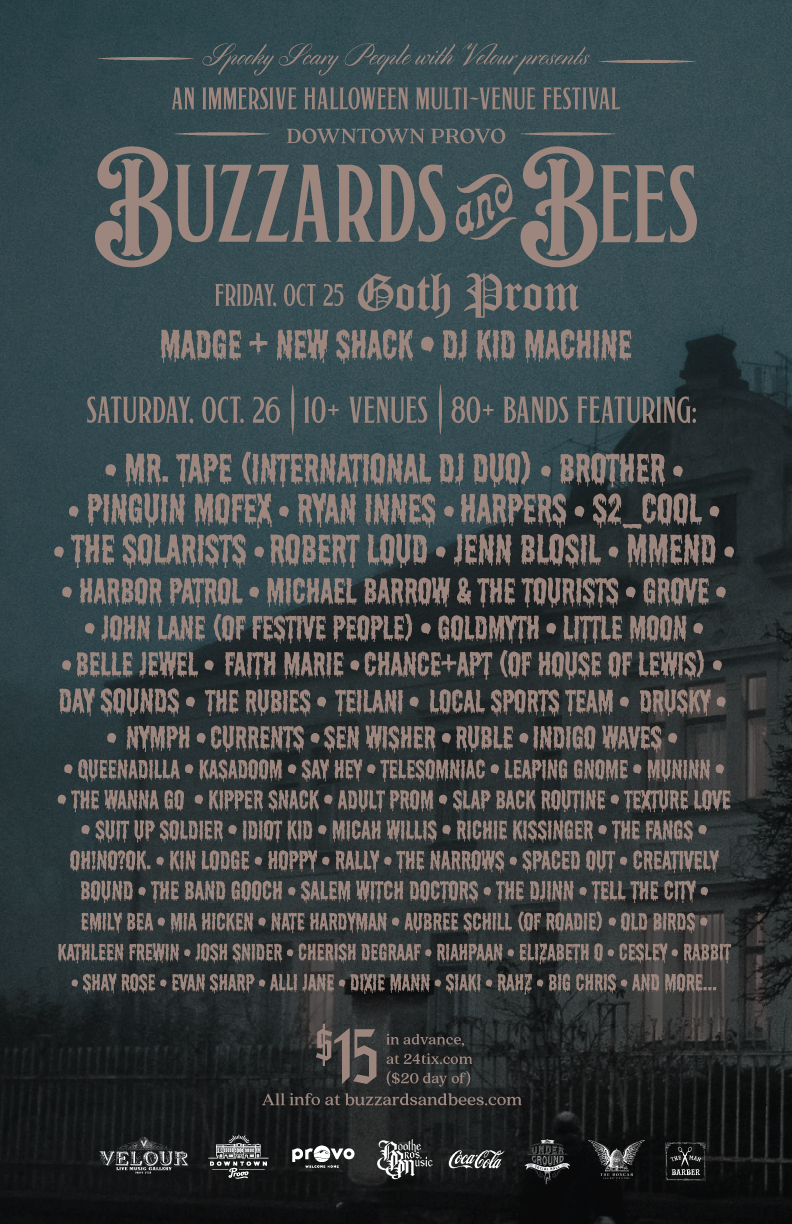 Spooky Scary People with Velour presents
AN IMMERSIVE HALLOWEEN MULTI-VENUE FESTIVAL
DOWNTOWN PROVO
BUZZARDS and BEES
FRIDAY, OCT 25 Goth Prom
MADGE + NEW SHACK • DJ KID MACHINE
SATURDAY, OCT. 26 | 10+ VENUES | 80+ BANDS FEATURING:
• MR. TAPE (INTERNATIONAL DJ DUO) • BROTHER •
• PINGUIN MOFEX • RYAN INNES • HARPERS • S2_COOL •
• THE SOLARISTS • ROBERT LOUD • JENN BLOSIL • MMEND •
• HARBOR PATROL • MICHAEL BARROW & THE TOURISTS • GROVE •
• JOHN LANE (OF FESTIVE PEOPLE) • GOLDMYTH • LITTLE MOON •
• BELLE JEWEL • FAITH MARIE • CHANCE+APT (OF HOUSE OF LEWIS) •
DAY SOUNDS • THE RUBIES • TEILANI • LOCAL SPORTS TEAM • DRUSKY •
• NYMPH • CURRENTS • SEN WISHER • RUBLE • INDIGO WAVES •
• QUEENADILLA • KASADOOM • SAY HEY • TELESOMNIAC • LEAPING GNOME • MUNINN •
• THE WANNA GO • KIPPER SNACK • ADULT PROM • SLAP BACK ROUTINE • TEXTURE LOVE
• SUIT UP SOLDIER • IDIOT KID • MICAH WILLIS • RICHIE KISSINGER • THE FANGS •
OH!NO?OK. • KIN LODGE • HOPPY • RALLY • THE NARROWS • SPACED OUT • CREATIVELY
BOUND • THE BAND GOOCH • SALEM WITCH DOCTORS • THE DJINN • TELL THE CITY •
EMILY BEA • MIA HICKEN • NATE HARDYMAN • AUBREE SCHILL (OF ROADIE) • OLD BIRDS •
KATHLEEN FREWIN • JOSH SNIDER • CHERISH DEGRAAF • RIAHPAAN • ELIZABETH O • CESLEY • RABBIT
• SHAY ROSE • EVAN SHARP • ALLI JANE • DIXIE MANN • SIAKI • RAHZ • BIG CHRIS • AND MORE...
$15 in advance,
at 24tix.com
($20 day of)
All info at buzzardsandbees.com
VELOUR
LIVE MUSIC GALLERY
DOWNTOWN
Provo
provo
WELCOME HOME
Boothe
Bros.
Music
Coca-Cola
UNDER
GROUND
THE MAN
BARBER